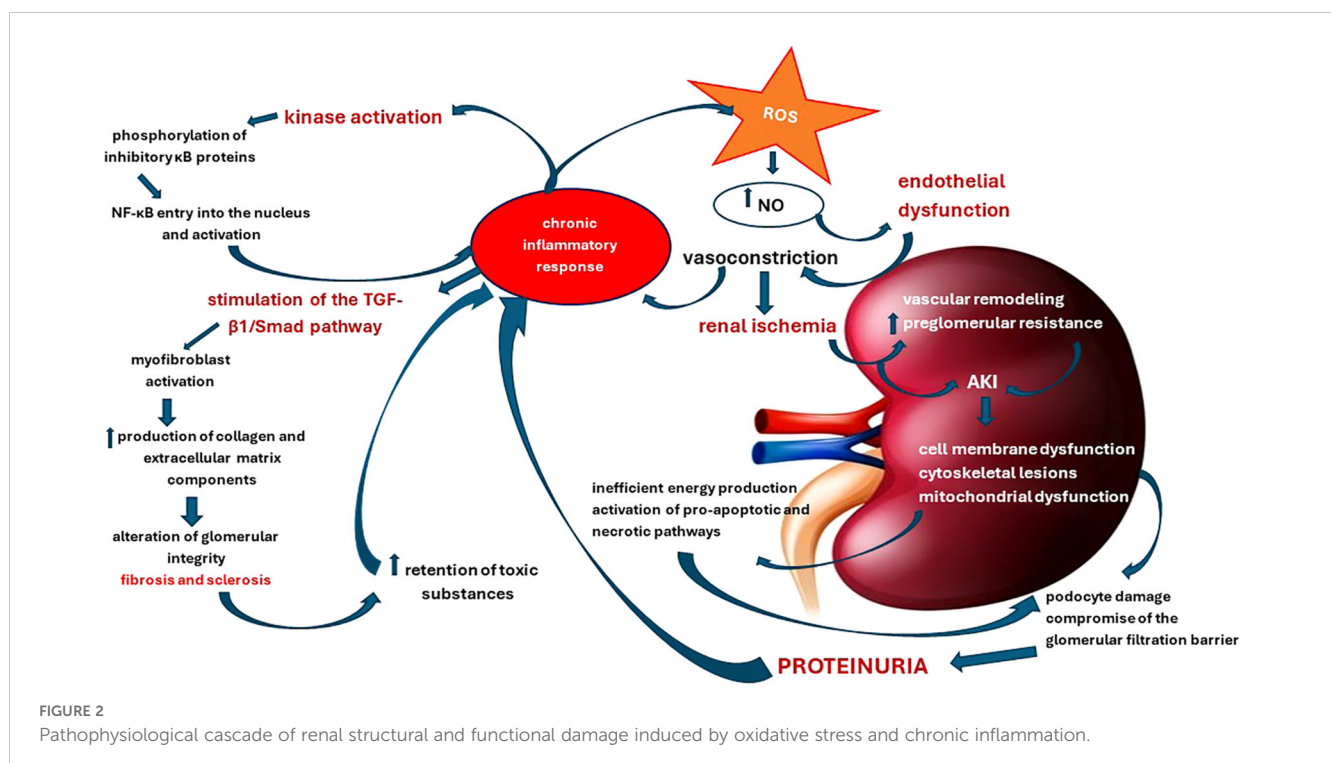 kinase activation
phosphorylation of
inhibitory κB proteins
NF-κB entry into the nucleus
and activation
chronic
inflammatory
response
stimulation of the TGF-
β1/Smad pathway
myofibroblast
activation
production of collagen and
extracellular matrix
components
alteration of glomerular
integrity
fibrosis and sclerosis
retention of toxic
substances
ROS
NO
endothelial
dysfunction
vasoconstriction
renal ischemia
vascular remodeling
preglomerular resistance
AKI
cell membrane dysfunction
cytoskeletal lesions
mitochondrial dysfunction
inefficient energy production
activation of pro-apoptotic and
necrotic pathways
podocyte damage
compromise of the
glomerular filtration barrier
PROTEINURIA
FIGURE 2
Pathophysiological cascade of renal structural and functional damage induced by oxidative stress and chronic inflammation.